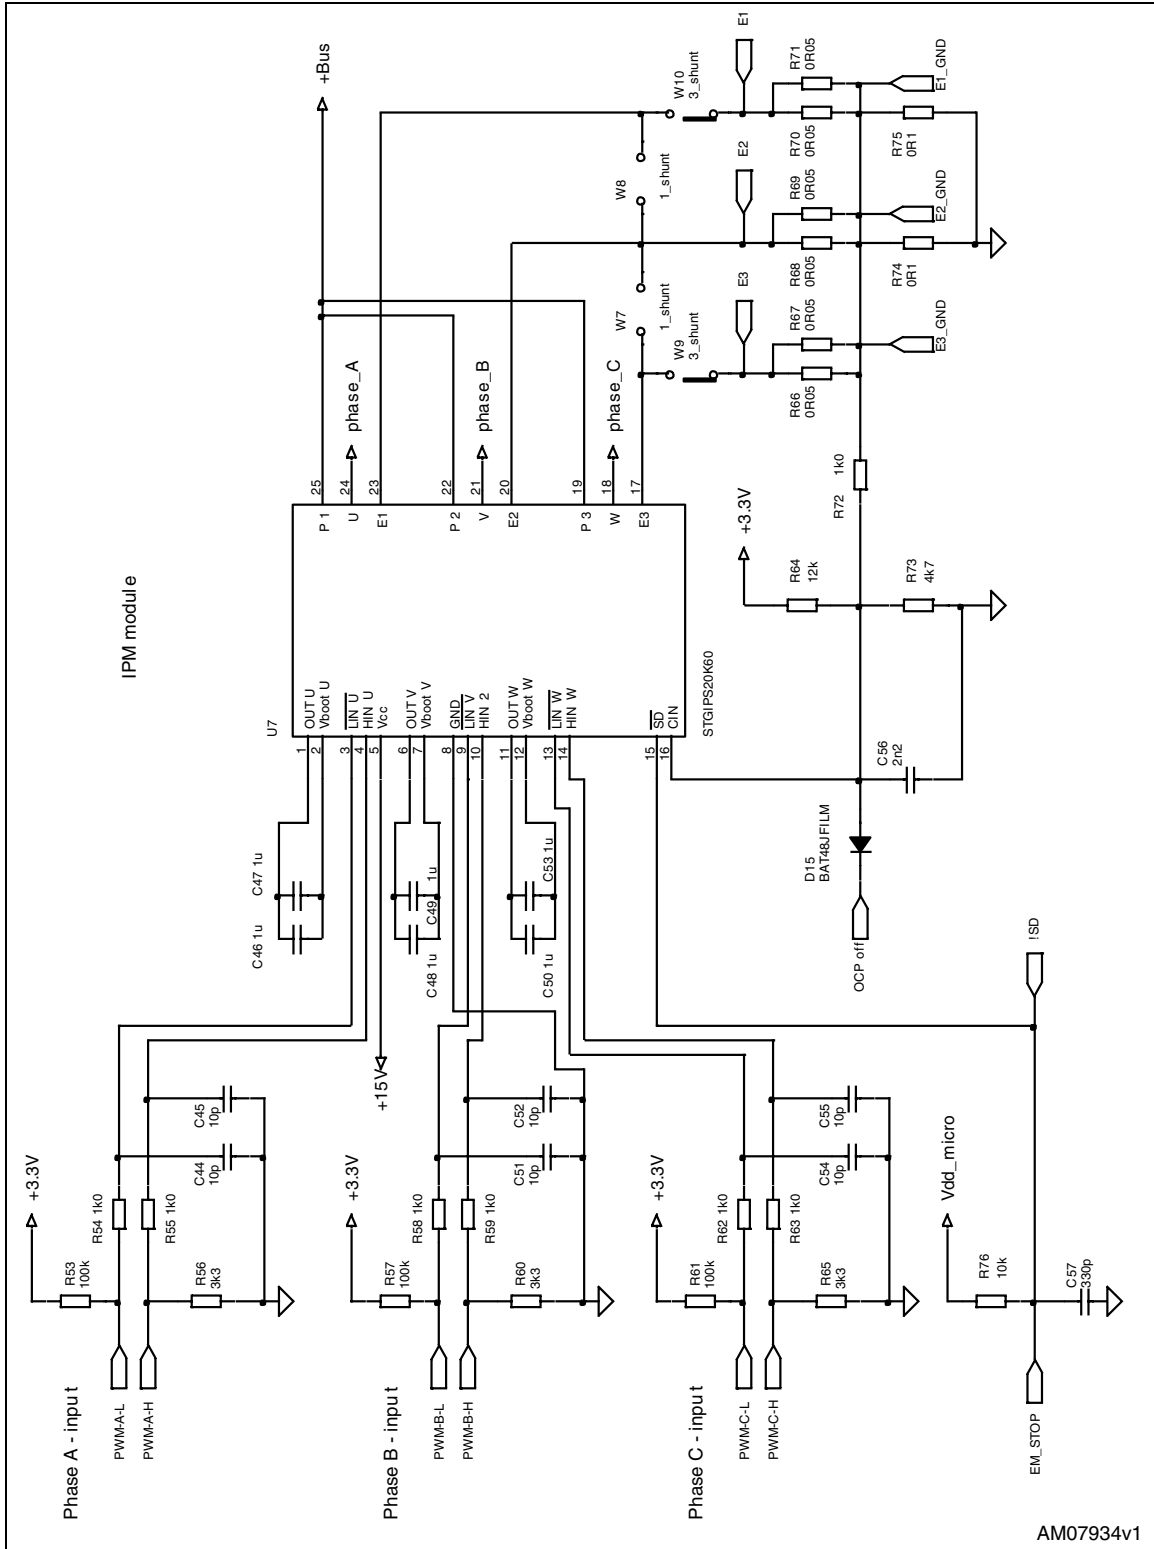 IPM module
Phase A - input
PWM-A-L
PWM-A-H
+3.3V
R53
100k
R54 1k0
R55 1k0
R56
3k3
C44
10p
C45
10p
+15V
C46 1u
C47 1u
Phase B - input
PWM-B-L
PWM-B-H
+3.3V
R57
100k
R58 1k0
R59 1k0
R60
3k3
C51
10p
C52
10p
C48 1u
C49
1u
C50 1u
C53 1u
Phase C - input
PWM-C-L
PWM-C-H
+3.3V
R61
100k
R62 1k0
R63 1k0
R65
3k3
C54
10p
C55
10p
EM_STOP
Vdd_micro
R76
10k
C57
330p
!SD
U7
1
OUT U
2
Vboot U
3
LIN U
4
HIN U
5
Vcc
6
OUT V
7
Vboot V
8
GND
9
LIN V
10
HIN 2
11
OUT W
12
Vboot W
13
LIN W
14
HIN W
15
SD
16
CIN
STGIPS20K60
P 1
25
U
24
E1
23
P 2
22
V
21
E2
20
P 3
19
W
18
E3
17
+Bus
phase_A
phase_B
phase_C
OCP off
D15
BAT48JFILM
C56
2n2
+3.3V
R64
12k
R73
4k7
R72
1k0
W7
1_shunt
W8
1_shunt
W9
3_shunt
W10
3_shunt
E3
E2
E1
R66
0R05
R67
0R05
R68
0R05
R69
0R05
R70
0R05
R71
0R05
E3_GND
R74
0R1
E2_GND
R75
0R1
E1_GND
AM07934v1